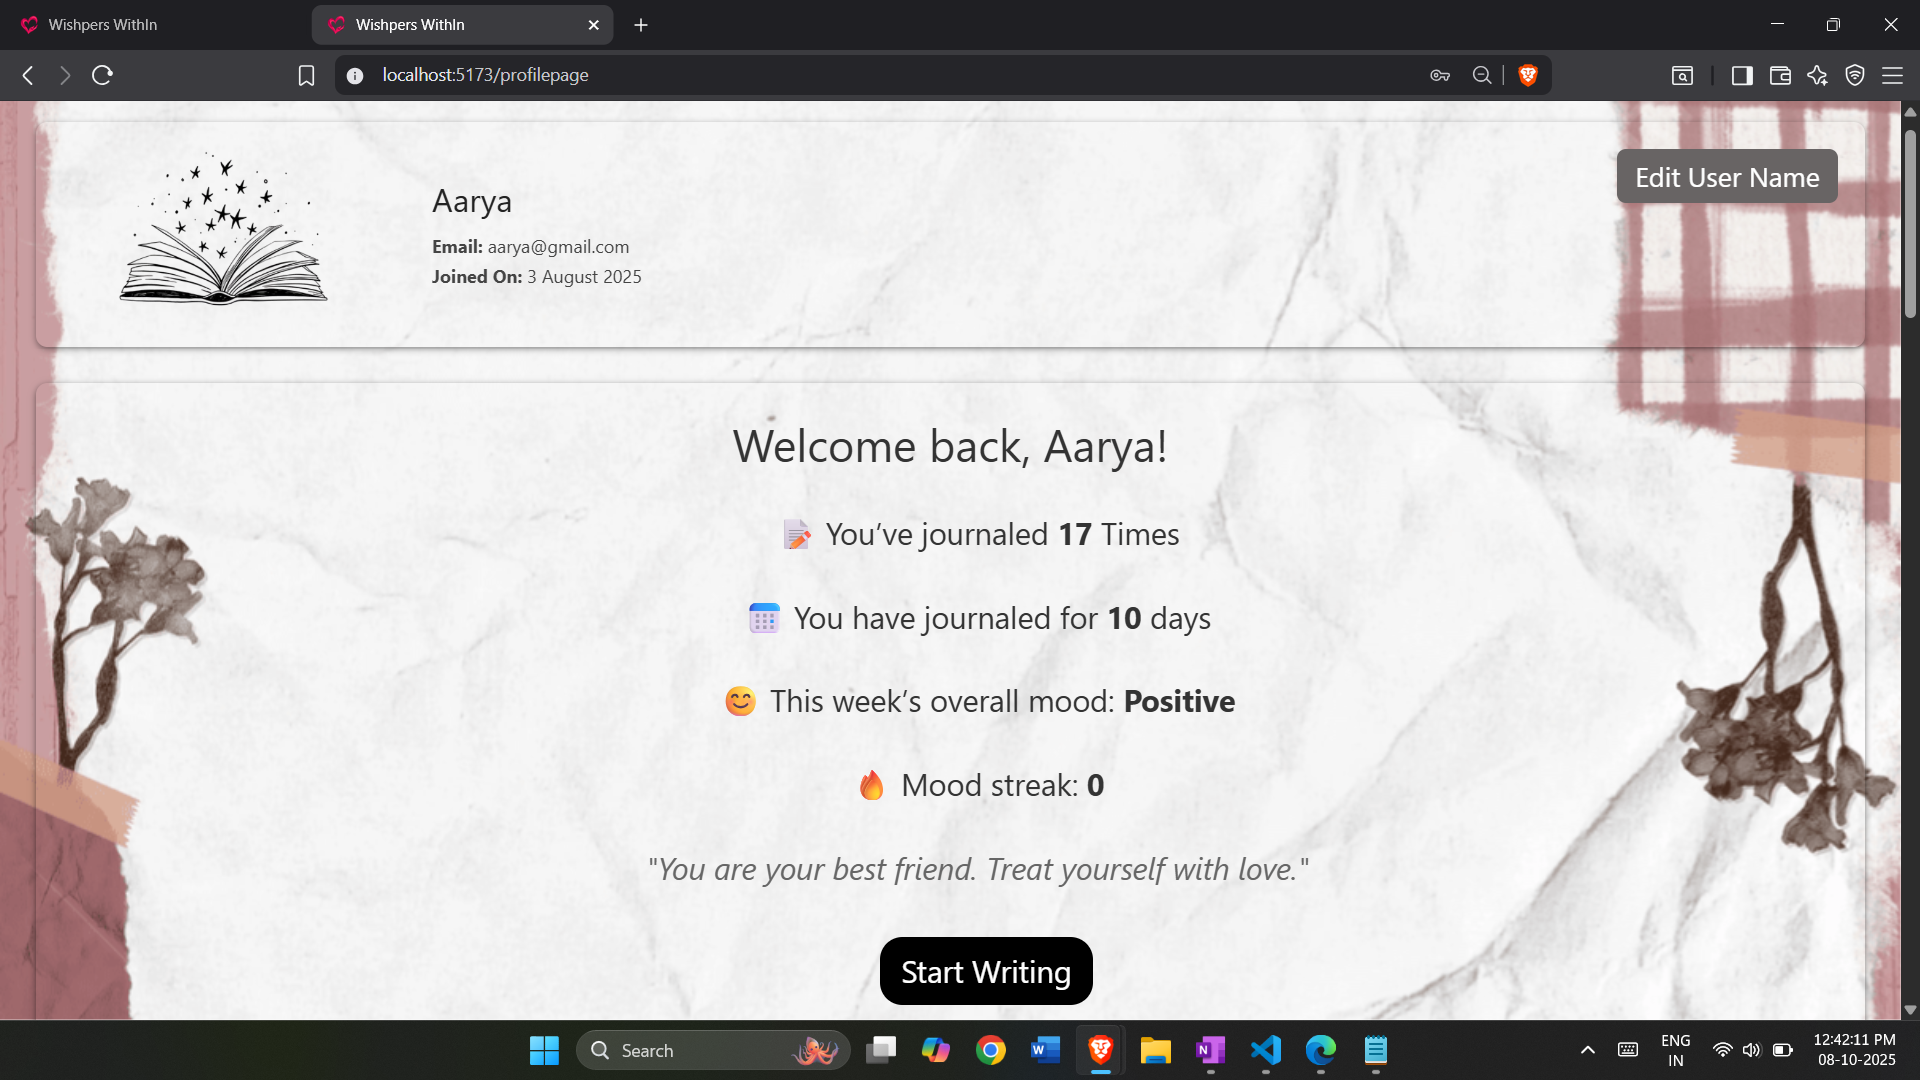 Wishpers WithIn
Wishpers WithIn
localhost:5173/profilepage
Edit User Name
Aarya
Email: aarya@gmail.com
Joined On: 3 August 2025
Welcome back, Aarya!
📝 You’ve journaled 17 Times
📅 You have journaled for 10 days
😊 This week’s overall mood: Positive
🔥 Mood streak: 0
"You are your best friend. Treat yourself with love."
Start Writing
Search
W
N
ENG
IN
12:42:11 PM
08-10-2025